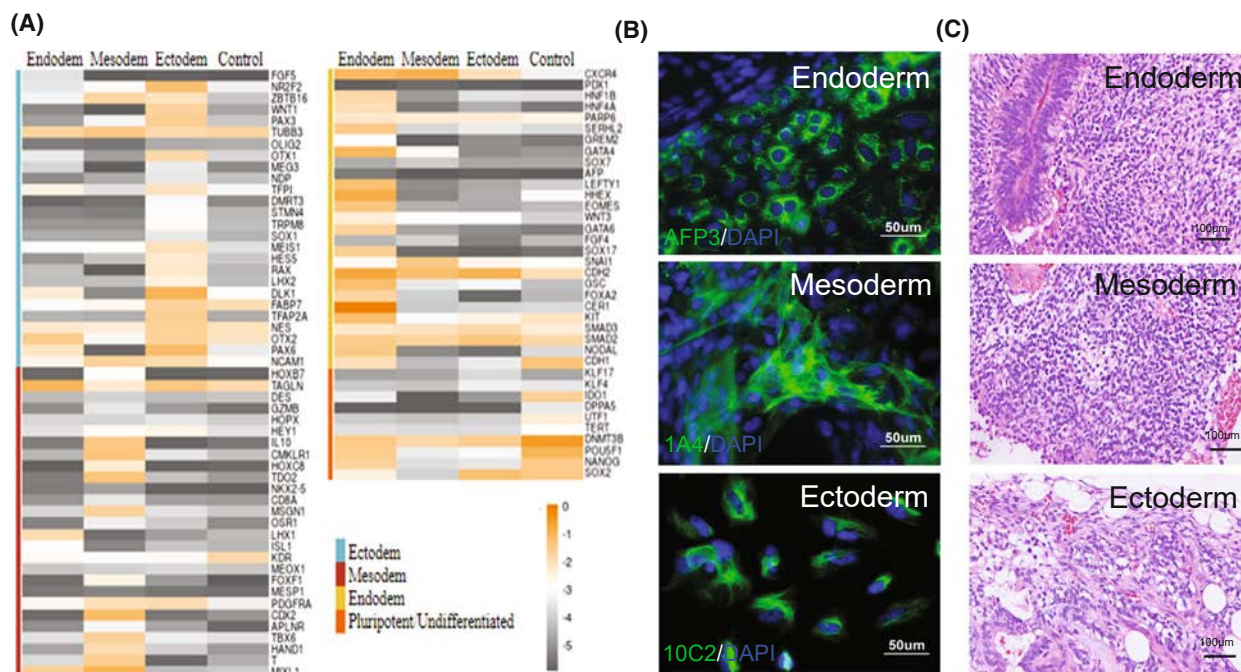 (A)
Endodem Mesodem Ectodem Control
FGF5
NR2F2
ZBTB16
WNT1
PAX3
TUBB3
OLIG2
OTX1
MEG3
NDP
TFPI
DMRT3
STMN4
TRPM8
SOX1
MEIS1
HES5
RAX
LHX2
DLK1
FABP7
TFAP2A
NES
OTX2
PAX6
NCAM1
HOXB7
TAGLN
DES
GZMB
HOPX
HEY1
IL10
CMKLR1
HOXC8
TDO2
NKX2-5
CD8A
MSGN1
OSR1
LHX1
ISL1
KDR
MEOX1
FOXF1
MESP1
PDGFRA
CDX2
APLNR
TBX6
HAND1
T
MIXL1
Endodem Mesodem Ectodem Control
CXCR4
PDX1
HNF1B
HNF4A
PARP6
SERHL2
GREM2
GATA4
SOX7
AFP
LEFTY1
HHEX
EOMES
WNT3
GATA6
FGF4
SOX17
SNAI1
CDH2
GSC
FOXA2
CER1
KIT
SMAD3
SMAD2
NODAL
CDH1
KLF17
KLF4
IDO1
DPPA5
UTF1
TERT
DNMT3B
POU5F1
NANOG
SOX2
Ectodem
Mesodem
Endodem
Pluripotent/Undifferentiated
0
-1
-2
-3
-4
-5
(B)
Endoderm
AFP3/DAPI
50um
Mesoderm
1A4/DAPI
50um
Ectoderm
10C2/DAPI
50um
(C)
Endoderm
100μm
Mesoderm
100μm
Ectoderm
100μm